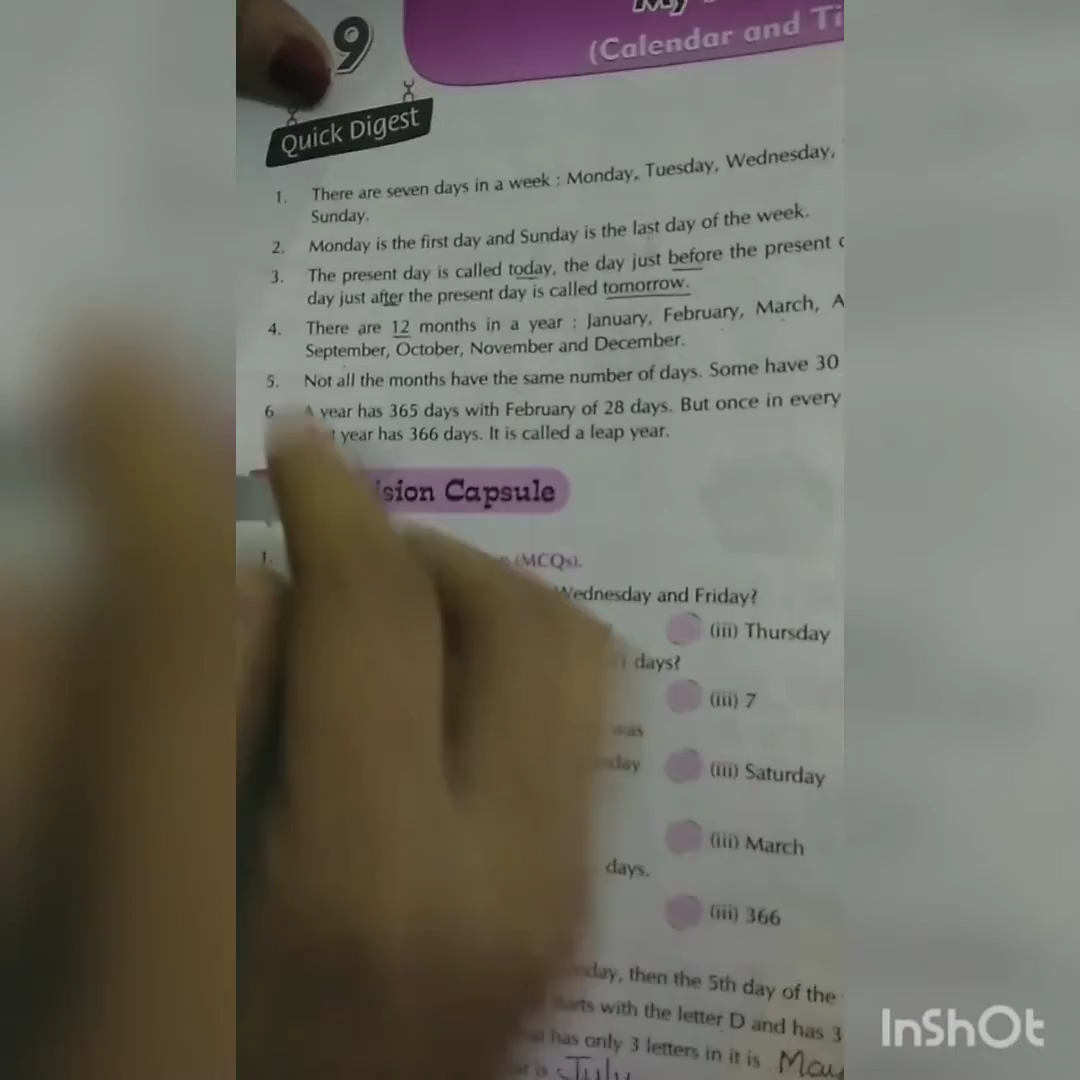 9
My
(Calendar and Ti
Quick Digest
1. There are seven days in a week : Monday, Tuesday, Wednesday,
Sunday.
2. Monday is the first day and Sunday is the last day of the week.
3. The present day is called today, the day just before the present
day just after the present day is called tomorrow.
4. There are 12 months in a year : January, February, March, A
September, October, November and December.
5. Not all the months have the same number of days. Some have 30
6. A year has 365 days with February of 28 days. But once in every
year has 366 days. It is called a leap year.
sion Capsule
1. (MCQs).
Wednesday and Friday?
(iii) Thursday
days?
(iii) 7
was
day (iii) Saturday
(iii) March
days.
(iii) 366
day, then the 5th day of the
with the letter D and has 3
has only 3 letters in it is May
is July
InShOt